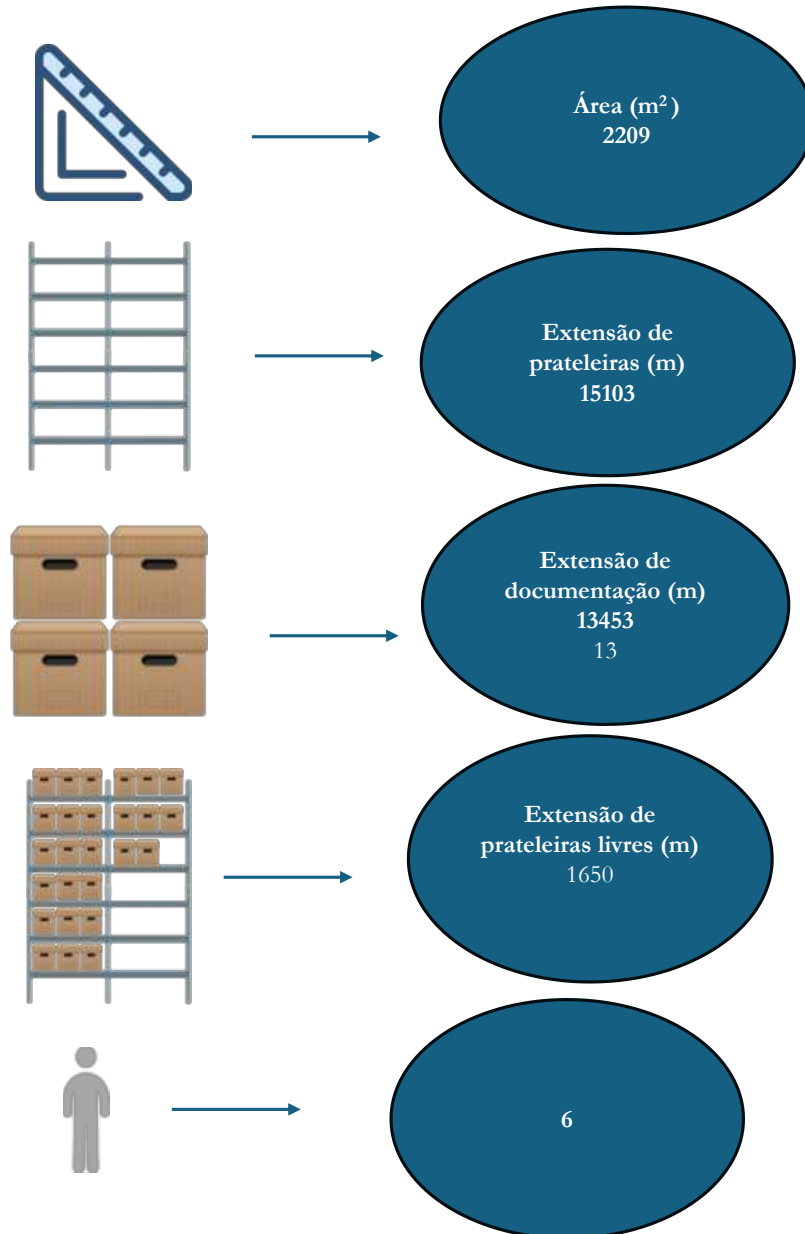 Área (m²)
2209
Extensão de
prateleiras (m)
15103
Extensão de
documentação (m)
13453
13
Extensão de
prateleiras livres (m)
1650
6